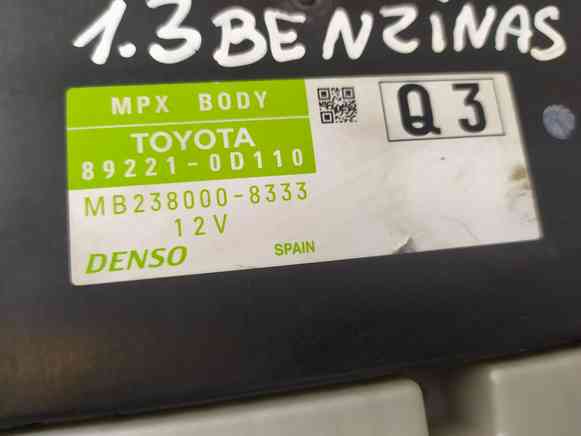 1.3 BENZINAS
MPX BODY
Q3
TOYOTA
89221-0D110
MB238000-8333
12V
DENSO
SPAIN